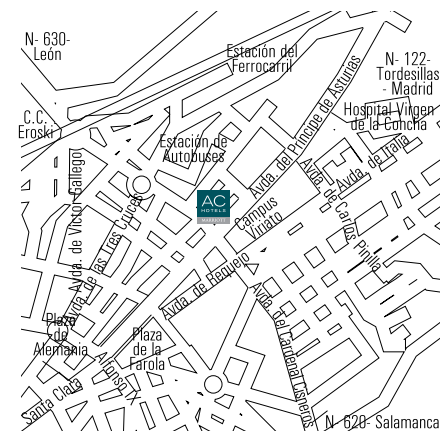 N- 630-
León
Estación del
Ferrocarril
N- 122-
Tordesillas
- Madrid
C.C.
Eroski
Hospital Virgen
de la Concha
Estación de
Autobuses
Avda. del Príncipe de Asturias
Avda. de Italia
Avda. de Víctor Gallego
Avda. de las Tres Cruces
AC
HOTELS
MARRIOTT
Campus
Viriato
Avda. de Carlos Pinilla
Avda. de Requejo
Avda. del Cardenal Cisneros
Plaza
de
Alemania
Plaza
de la
Farola
Alfonso IX
Santa Clara
N. 620- Salamanca